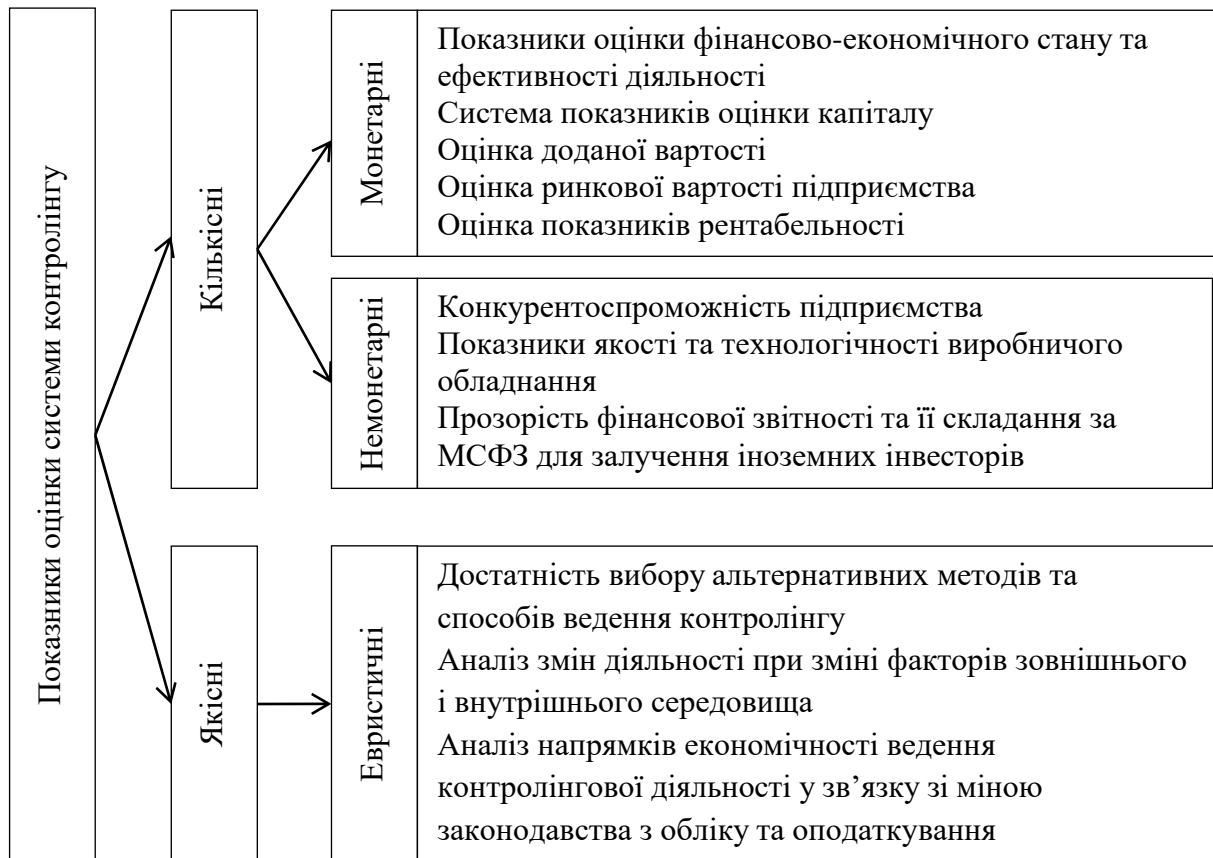 Показники оцінки системи контролінгу
Кількісні
Монетарні
Показники оцінки фінансово-економічного стану та
ефективності діяльності
Система показників оцінки капіталу
Оцінка доданої вартості
Оцінка ринкової вартості підприємства
Оцінка показників рентабельності
Немонетарні
Конкурентоспроможність підприємства
Показники якості та технологічності виробничого
обладнання
Прозорість фінансової звітності та її складання за
МСФЗ для залучення іноземних інвесторів
Якісні
Евристичні
Достатність вибору альтернативних методів та
способів ведення контролінгу
Аналіз змін діяльності при зміні факторів зовнішнього
і внутрішнього середовища
Аналіз напрямків економічності ведення
контролінгової діяльності у зв’язку зі міною
законодавства з обліку та оподаткування